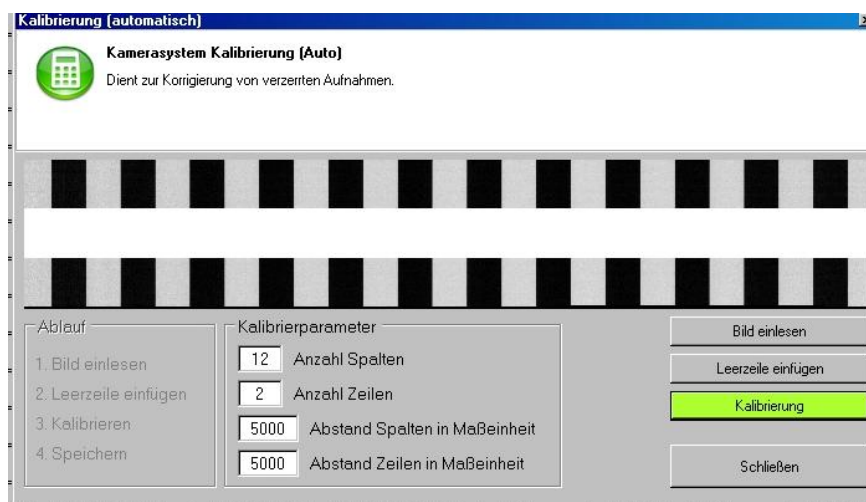 Kalibrierung (automatisch)
Kamerasystem Kalibrierung (Auto)
Dient zur Korrigierung von verzerrten Aufnahmen.
Ablauf
1. Bild einlesen
2. Leerzeile einfügen
3. Kalibrieren
4. Speichern
Kalibrierparameter
12 Anzahl Spalten
2 Anzahl Zeilen
5000 Abstand Spalten in Maßeinheit
5000 Abstand Zeilen in Maßeinheit
Bild einlesen
Leerzeile einfügen
Kalibrierung
Schließen